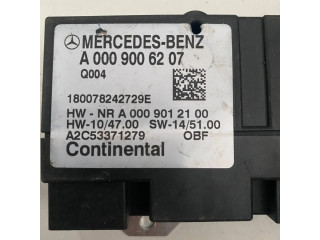 MERCEDES-BENZ
A 000 900 62 07
Q004
180078242729E
HW - NR A 000 901 21 00
HW-10/47.00 SW-14/51.00
A2C53371279 OBF
Continental